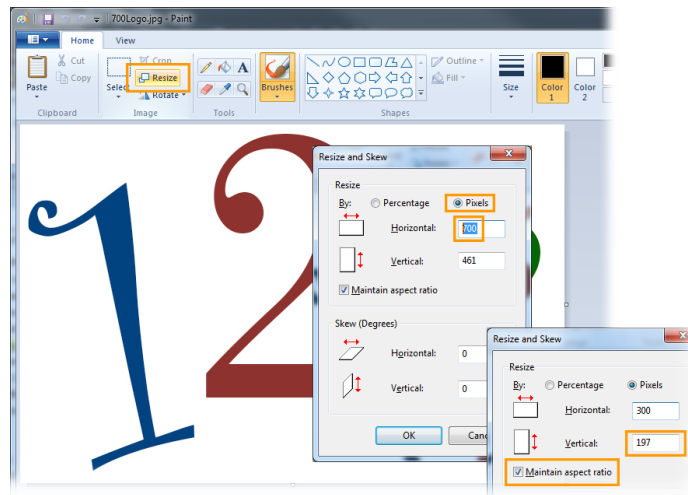 700Logo.jpg - Paint
Home View
Cut
Copy
Paste
Clipboard
Select
Crop
Resize
Rotate
Image
A
Tools
Brushes
Outline
Fill
Shapes
Size
Color 1
Color 2
1 2
Resize and Skew
Resize
By: Percentage Pixels
Horizontal: 700
Vertical: 461
Maintain aspect ratio
Skew (Degrees)
Horizontal: 0
Vertical: 0
OK
Resize and Skew
Resize
By: Percentage Pixels
Horizontal: 300
Vertical: 197
Maintain aspect ratio